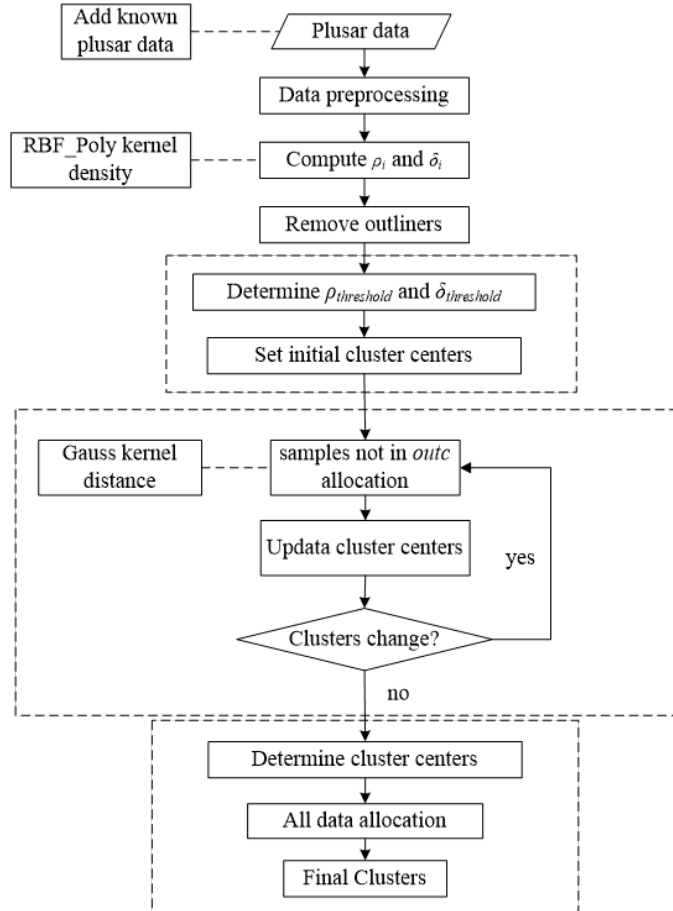 Add known
plusar data
Plusar data
Data preprocessing
RBF_Poly kernel
density
Compute ρi and δi
Remove outliners
Determine ρthreshold and δthreshold
Set initial cluster centers
Gauss kernel
distance
samples not in outc
allocation
Updata cluster centers
yes
Clusters change?
no
Determine cluster centers
All data allocation
Final Clusters